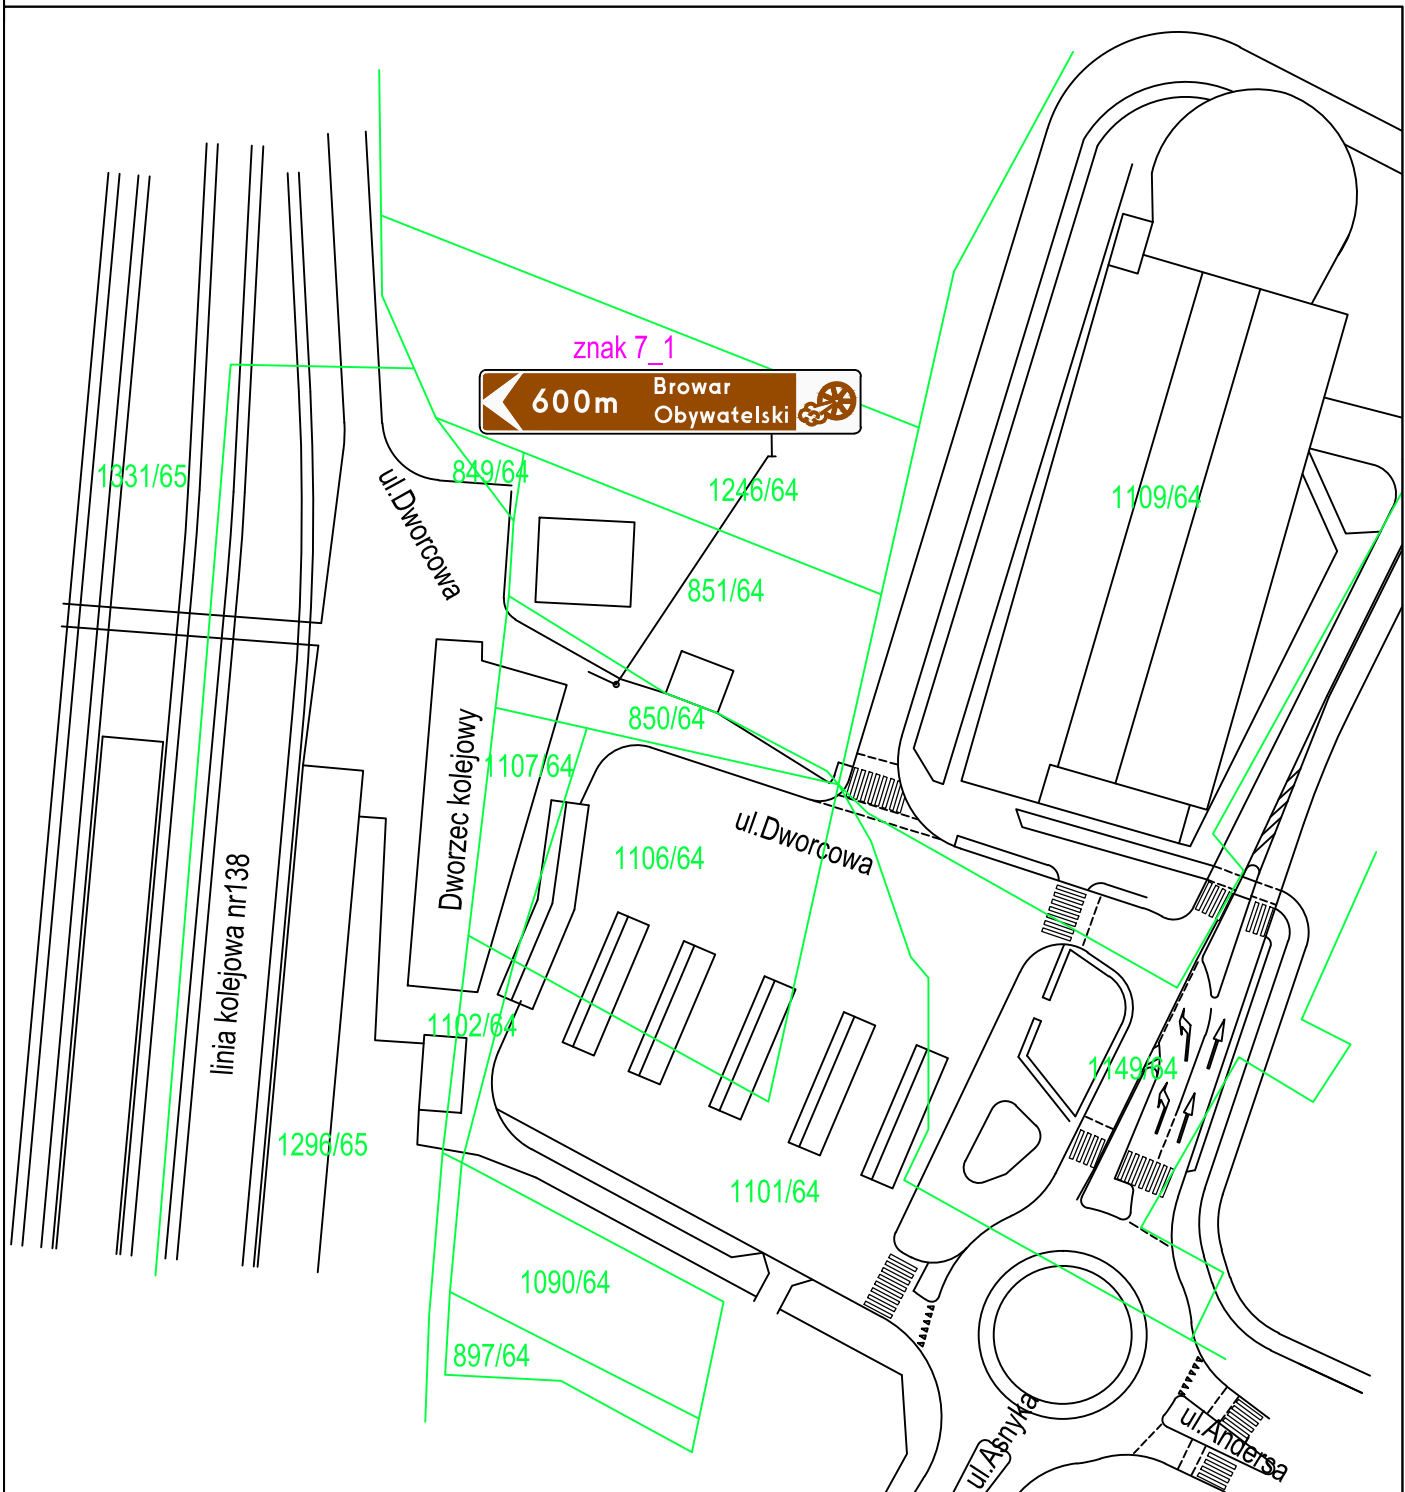 znak 7_1
600m
Browar
Obywatelski
1331/65
849/64
1246/64
1109/64
ul.Dworcowa
851/64
850/64
Dworzec kolejowy
1107/64
ul.Dworcowa
1106/64
linia kolejowa nr138
1102/64
1149/64
1296/65
1101/64
1090/64
897/64
ul.Asnyka
ul.Andersa